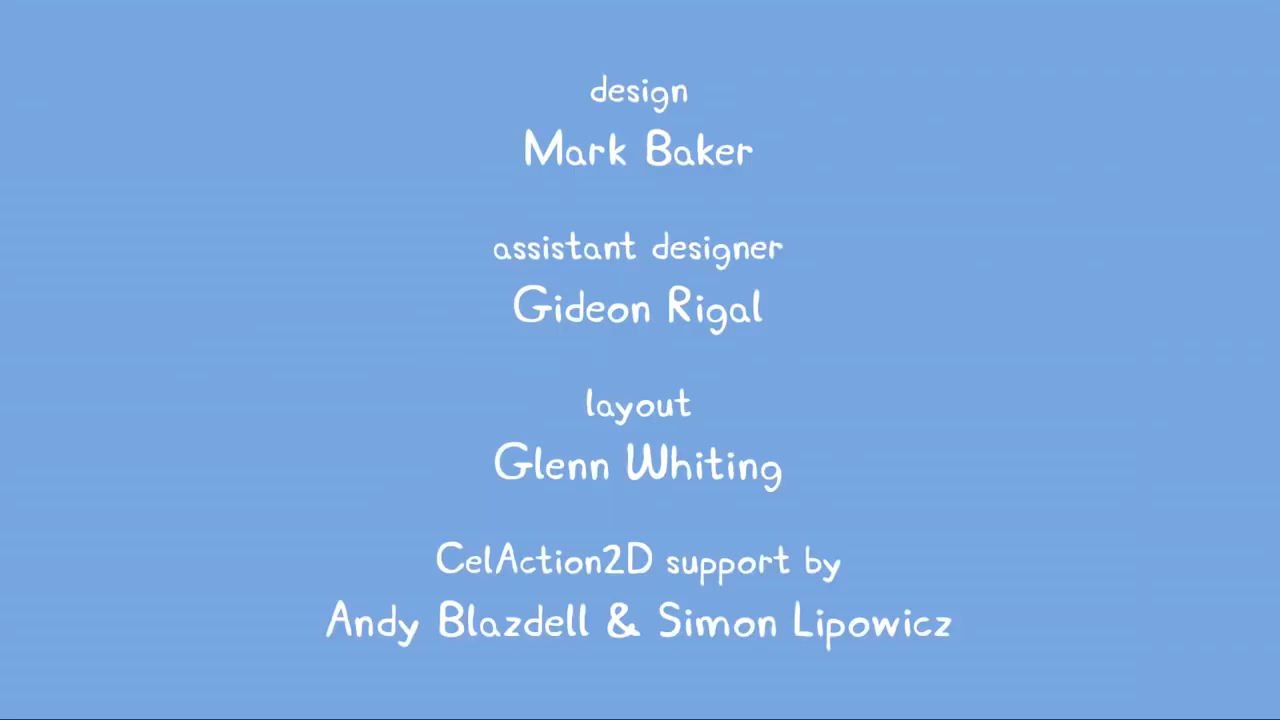 design
Mark Baker
assistant designer
Gideon Rigal
layout
Glenn Whiting
CelAction2D support by
Andy Blazdell & Simon Lipowicz